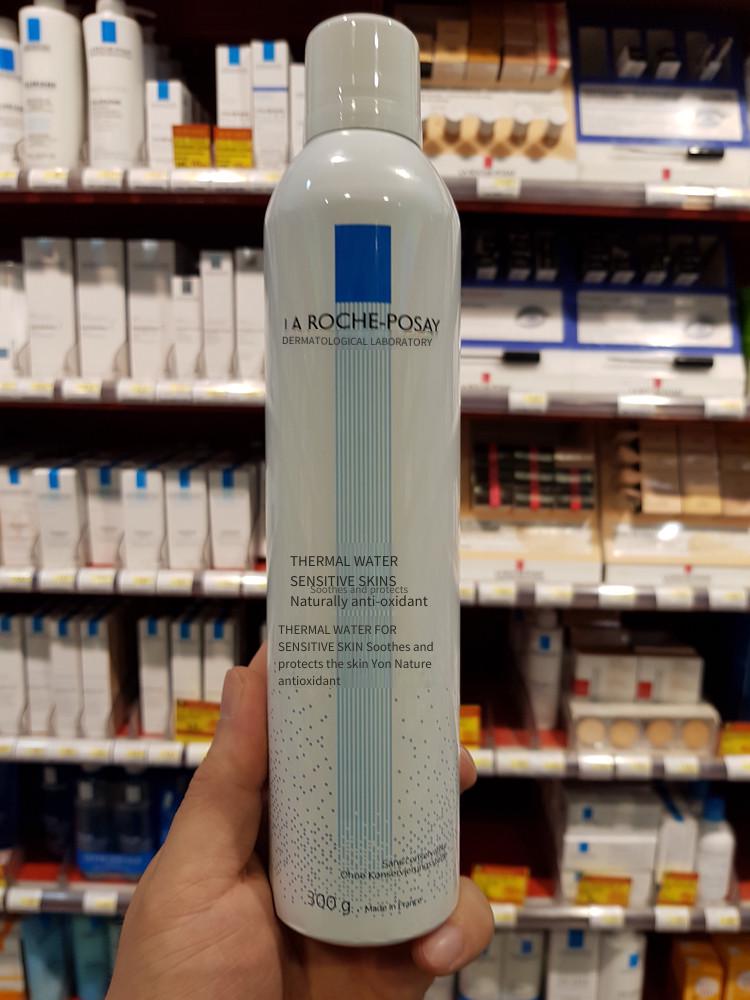 LA ROCHE-POSAY
DERMATOLOGICAL LABORATORY
THERMAL WATER
SENSITIVE SKINS
Soothes and protects
Naturally anti-oxidant
THERMAL WATER FOR
SENSITIVE SKIN Soothes and
protects the skin Yon Nature
antioxidant
Ohne
300 g
Made in France